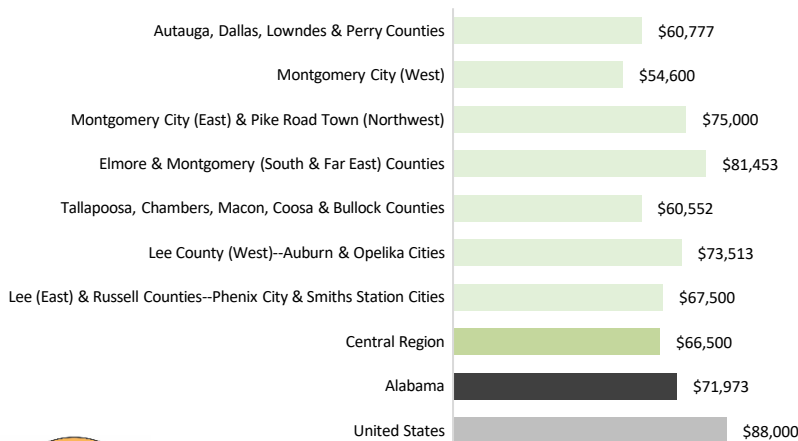 Autauga, Dallas, Lowndes & Perry Counties $60,777
Montgomery City (West) $54,600
Montgomery City (East) & Pike Road Town (Northwest) $75,000
Elmore & Montgomery (South & Far East) Counties $81,453
Tallapoosa, Chambers, Macon, Coosa & Bullock Counties $60,552
Lee County (West)--Auburn & Opelika Cities $73,513
Lee (East) & Russell Counties--Phenix City & Smiths Station Cities $67,500
Central Region $66,500
Alabama $71,973
United States $88,000